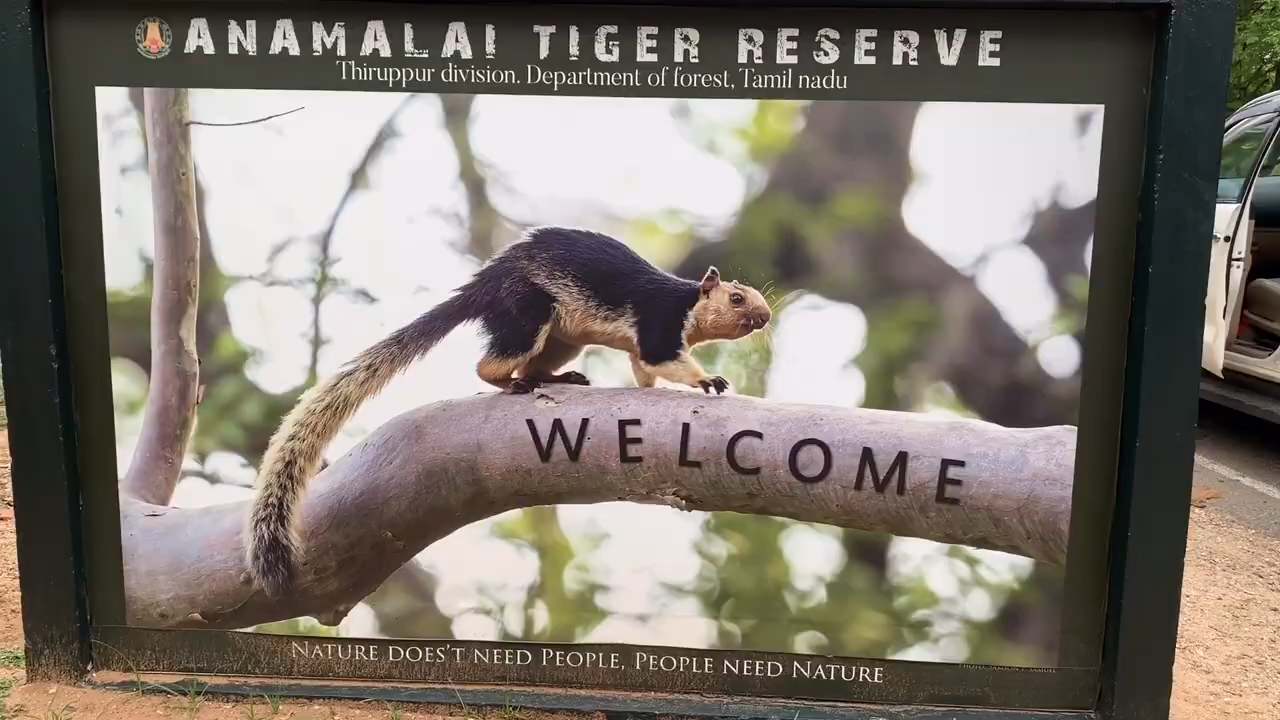 ANAMALAI TIGER RESERVE
Thiruppur division. Department of forest, Tamil nadu
WELCOME
NATURE DOES'T NEED PEOPLE, PEOPLE NEED NATURE